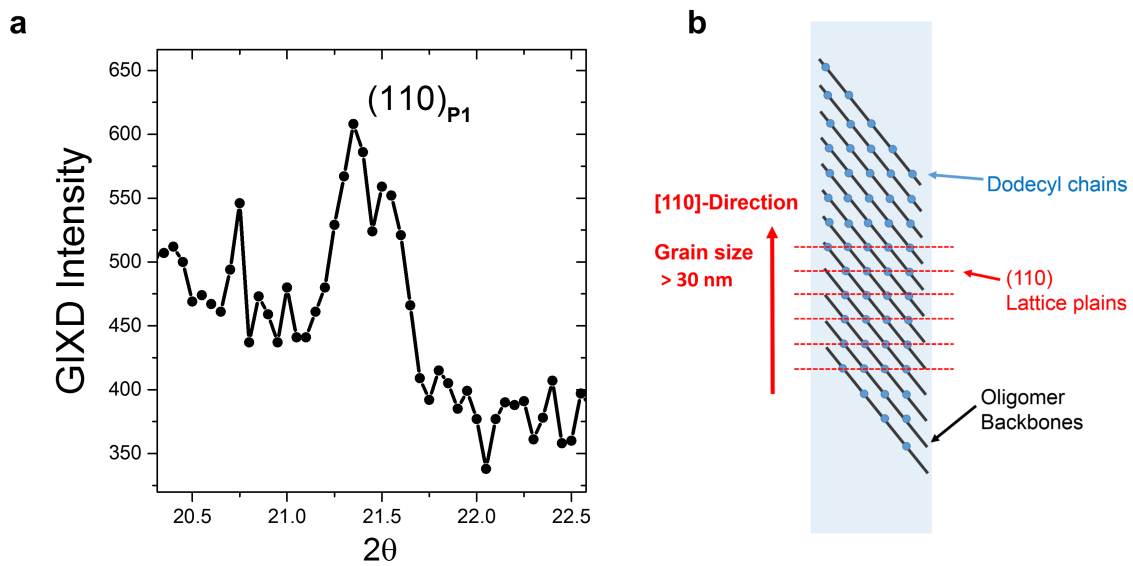 a
650
600
550
500
450
400
350
GIXD Intensity
(110)P1
20.5 21.0 21.5 22.0 22.5
2θ
b
Dodecyl chains
[110]-Direction
Grain size
> 30 nm
(110)
Lattice plains
Oligomer
Backbones